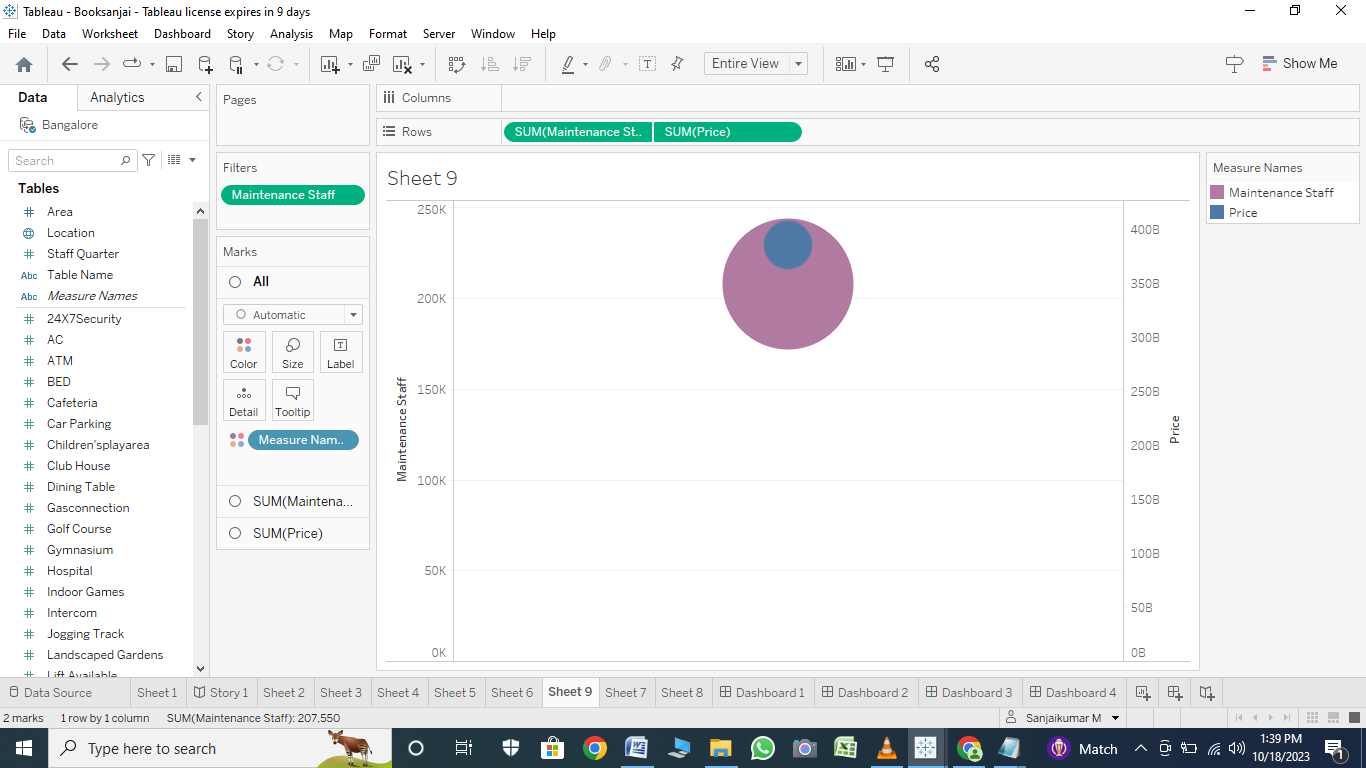 Tableau - Booksanjai - Tableau license expires in 9 days
File Data Worksheet Dashboard Story Analysis Map Format Server Window Help
Entire View
Show Me
Data Analytics
Bangalore
Search
Tables
Area
Location
Staff Quarter
Abc Table Name
Abc Measure Names
24X7Security
AC
ATM
BED
Cafeteria
Car Parking
Children'splayarea
Club House
Dining Table
Gasconnection
Golf Course
Gymnasium
Hospital
Indoor Games
Intercom
Jogging Track
Landscaped Gardens
Lift Available
Pages
Filters
Maintenance Staff
Marks
All
Automatic
Color Size Label
Detail Tooltip
Measure Nam..
SUM(Maintena...
SUM(Price)
Columns
Rows SUM(Maintenance St.. SUM(Price)
Sheet 9
250K
200K
150K
100K
50K
0K
Maintenance Staff
400B
350B
300B
250B
200B
150B
100B
50B
0B
Price
Measure Names
Maintenance Staff
Price
Data Source Sheet 1 Story 1 Sheet 2 Sheet 3 Sheet 4 Sheet 5 Sheet 6 Sheet 9 Sheet 7 Sheet 8 Dashboard 1 Dashboard 2 Dashboard 3 Dashboard 4
2 marks 1 row by 1 column SUM(Maintenance Staff): 207,550 Sanjaikumar M
Type here to search Match 1:39 PM
10/18/2023 1